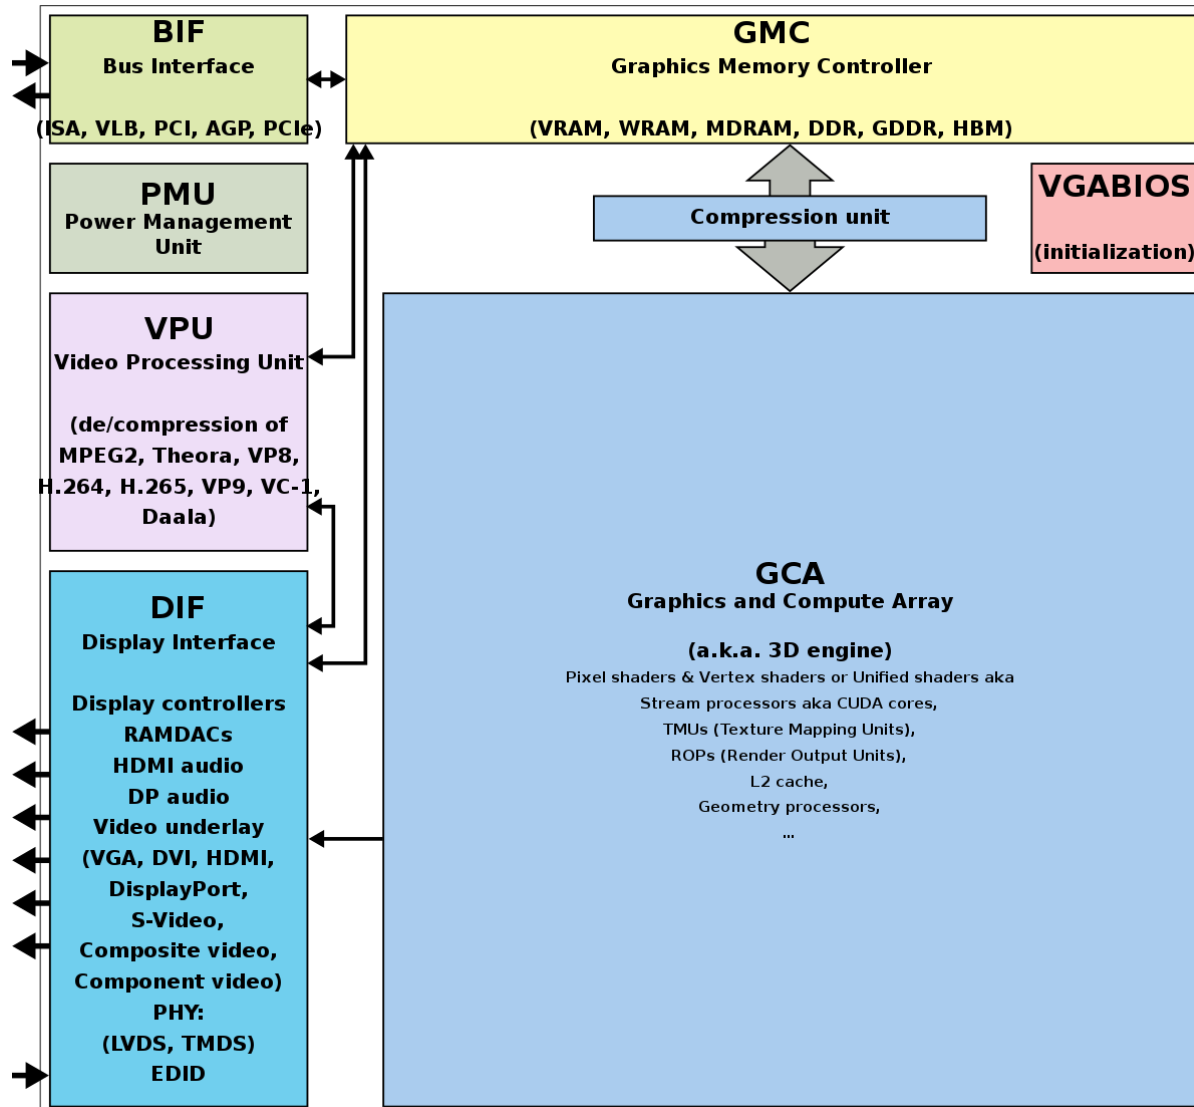 BIF
Bus Interface
(ISA, VLB, PCI, AGP, PCIe)
GMC
Graphics Memory Controller
(VRAM, WRAM, MDRAM, DDR, GDDR, HBM)
PMU
Power Management
Unit
Compression unit
VGABIOS
(initialization)
VPU
Video Processing Unit
(de/compression of
MPEG2, Theora, VP8,
H.264, H.265, VP9, VC-1,
Daala)
DIF
Display Interface
Display controllers
RAMDACs
HDMI audio
DP audio
Video underlay
(VGA, DVI, HDMI,
DisplayPort,
S-Video,
Composite video,
Component video)
PHY:
(LVDS, TMDS)
EDID
GCA
Graphics and Compute Array
(a.k.a. 3D engine)
Pixel shaders & Vertex shaders or Unified shaders aka
Stream processors aka CUDA cores,
TMUs (Texture Mapping Units),
ROPs (Render Output Units),
L2 cache,
Geometry processors,
...